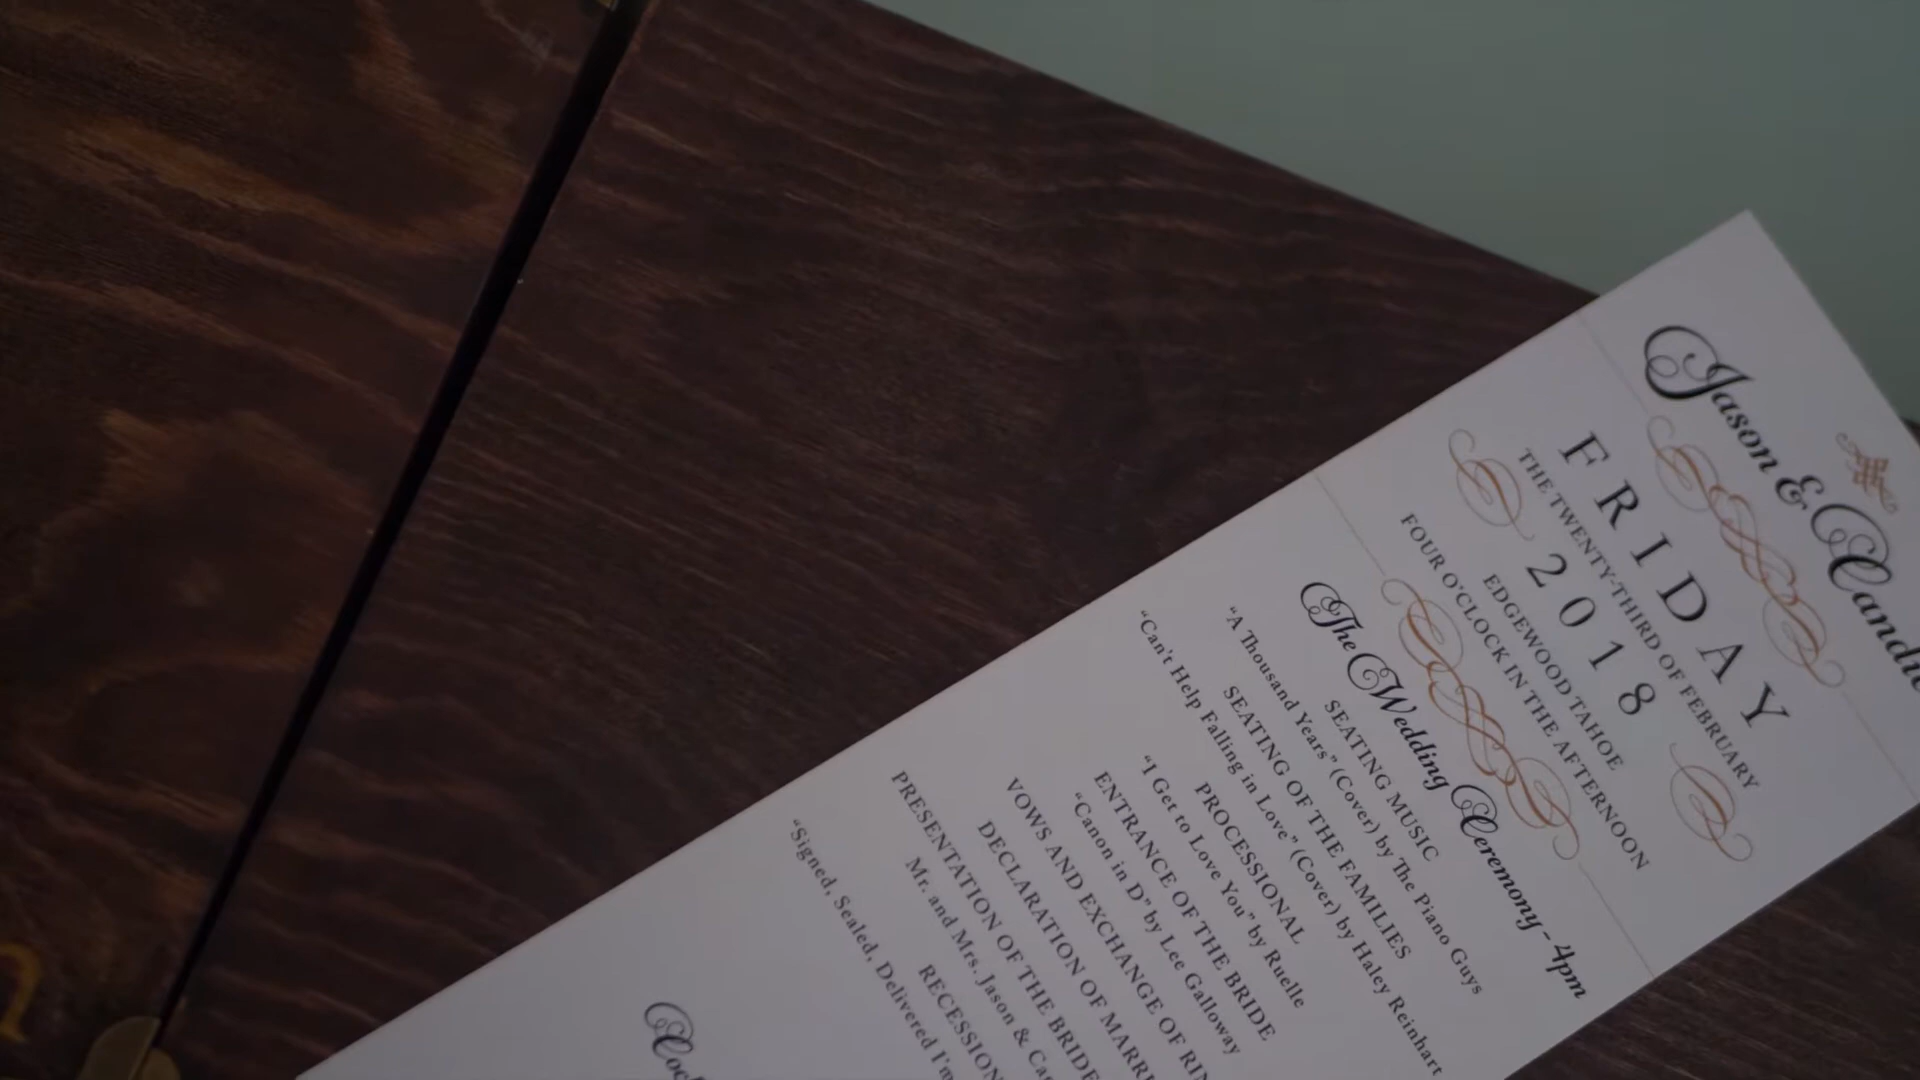 Jason &
FRIDAY
THE TWENTY-THIRD OF FEBRUARY
2018
EDGEWOOD TAHOE
FOUR O'CLOCK IN THE AFTERNOON
The Wedding Ceremony - 4pm
SEATING MUSIC
“A Thousand Years” (Cover) by The Piano Guys
SEATING OF THE FAMILIES
“Can't Help Falling in Love” (Cover) by Haley Reinhart
PROCESSIONAL
“I Get to Love You” by Ruelle
ENTRANCE OF THE BRIDE
“Canon in D” by Lee Galloway
VOWS AND EXCHANGE OF
DECLARATION OF
PRESENTATION OF THE BRIDE
Mr. and Mrs. Jason &
“Signed, Sealed, Delivered I'm